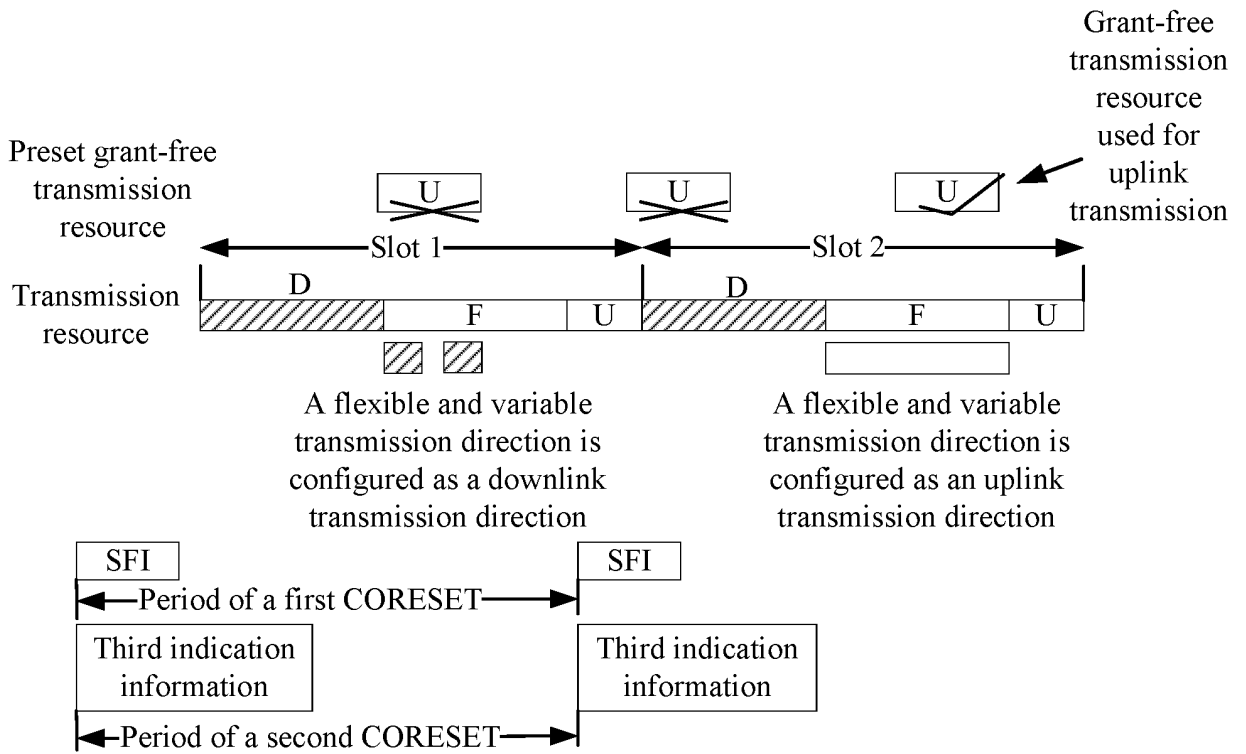 Grant-free
transmission
resource
used for
uplink
transmission
Preset grant-free
transmission
resource
U
U
U
Slot 1
Slot 2
Transmission
resource
D
F
U
D
F
U
A flexible and variable
transmission direction is
configured as a downlink
transmission direction
A flexible and variable
transmission direction is
configured as an uplink
transmission direction
SFI
SFI
Period of a first CORESET
Third indication
information
Third indication
information
Period of a second CORESET